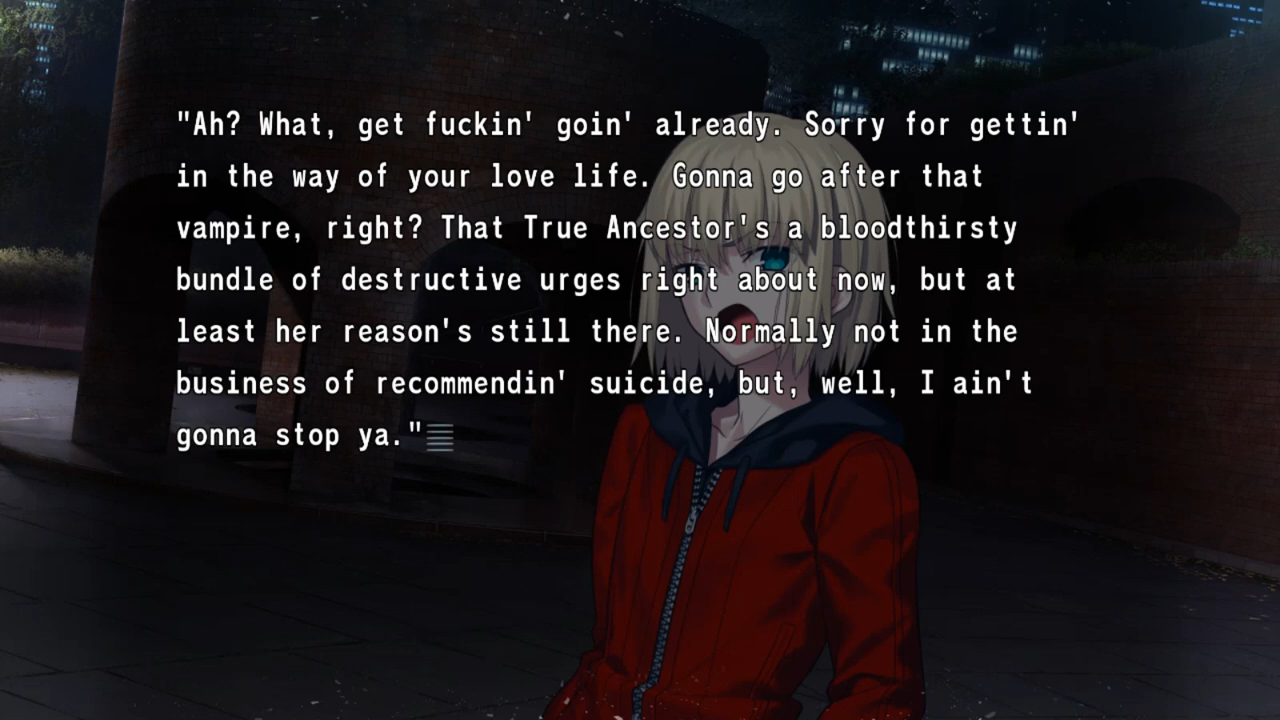 "Ah? What, get fuckin' goin' already. Sorry for gettin'
in the way of your love life. Gonna go after that
vampire, right? That True Ancestor's a bloodthirsty
bundle of destructive urges right about now, but at
least her reason's still there. Normally not in the
business of recommendin' suicide, but, well, I ain't
gonna stop ya."